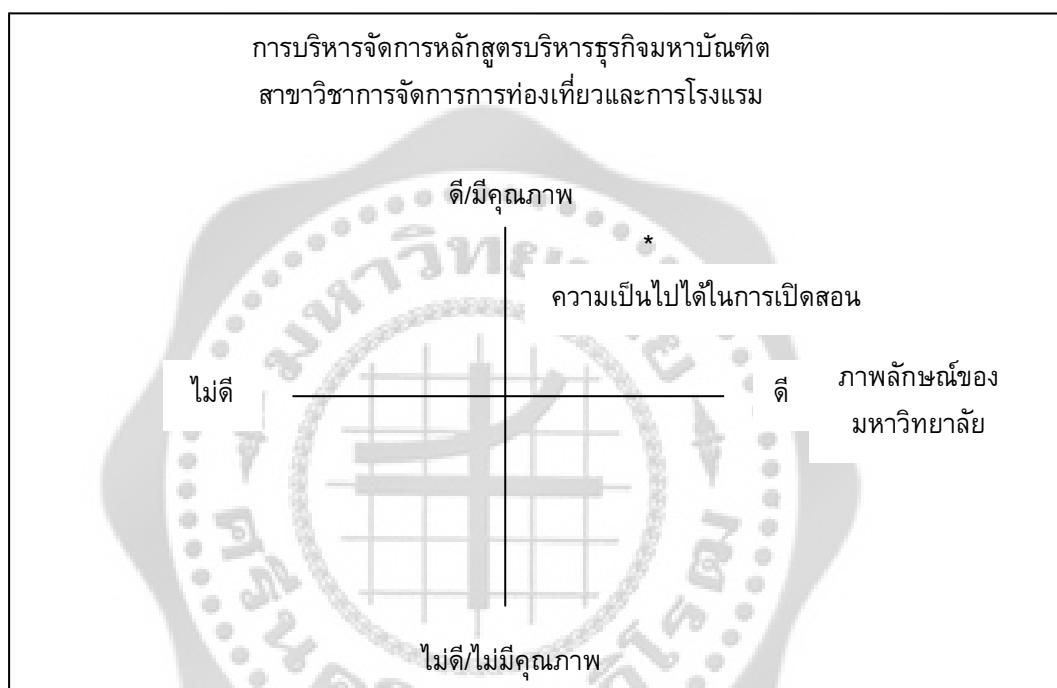 การบริหารจัดการหลักสูตรบริหารธุรกิจมหาบัณฑิต
สาขาวิชาการจัดการการท่องเที่ยวและการโรงแรม
ดี/มีคุณภาพ
*
ความเป็นไปได้ในการเปิดสอน
ไม่ดี
ดี
ภาพลักษณ์ของ
มหาวิทยาลัย
ไม่ดี/ไม่มีคุณภาพ